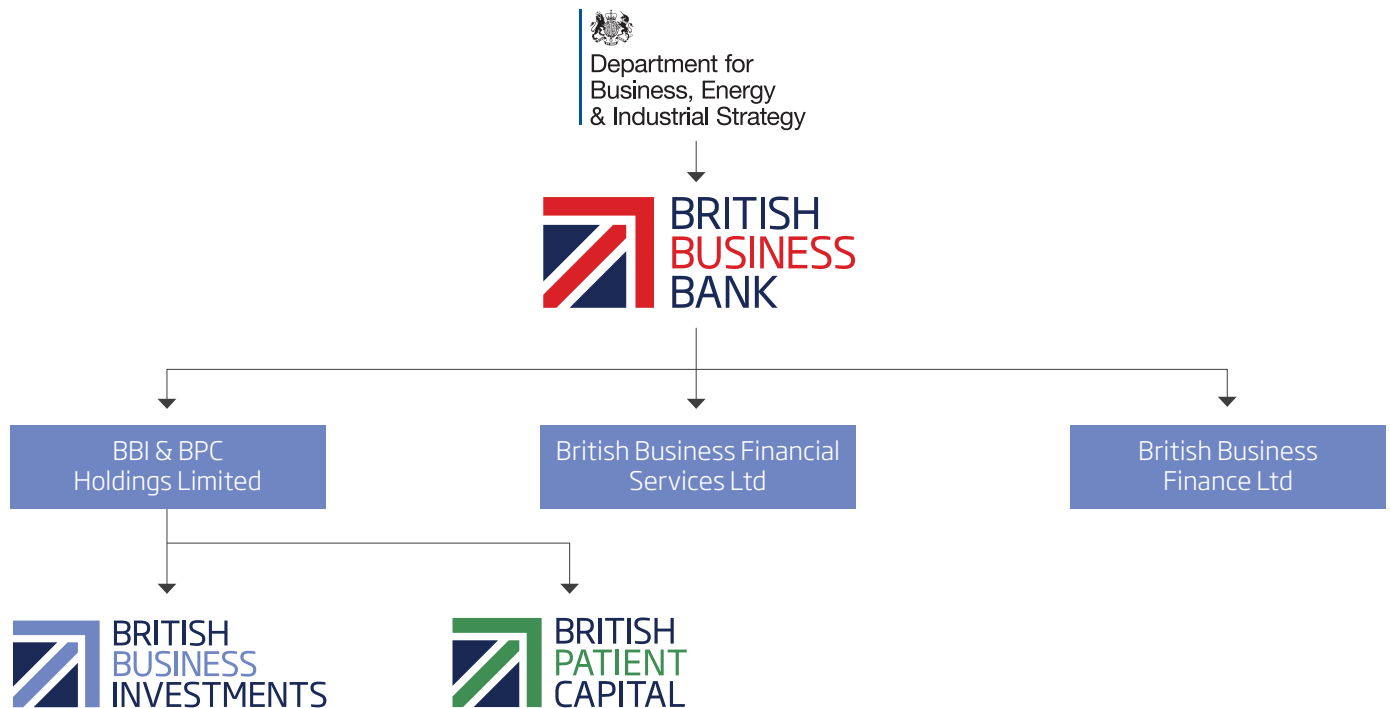 Department for
Business, Energy
& Industrial Strategy
BRITISH
BUSINESS
BANK
BBI & BPC
Holdings Limited
British Business Financial
Services Ltd
British Business
Finance Ltd
BRITISH
BUSINESS
INVESTMENTS
BRITISH
PATIENT
CAPITAL